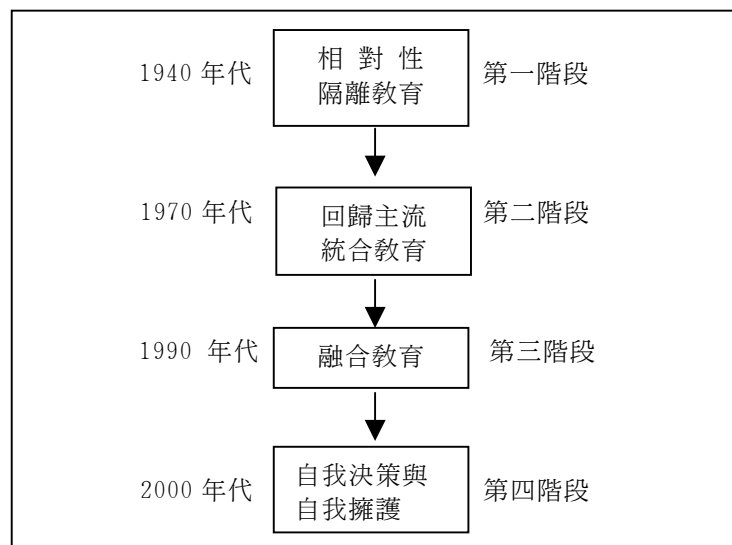 1940 年代 相 對 性 第一階段
隔離教育
1970 年代 回歸主流 第二階段
統合教育
1990 年代 融合教育 第三階段
2000 年代 自我決策與 第四階段
自我擁護